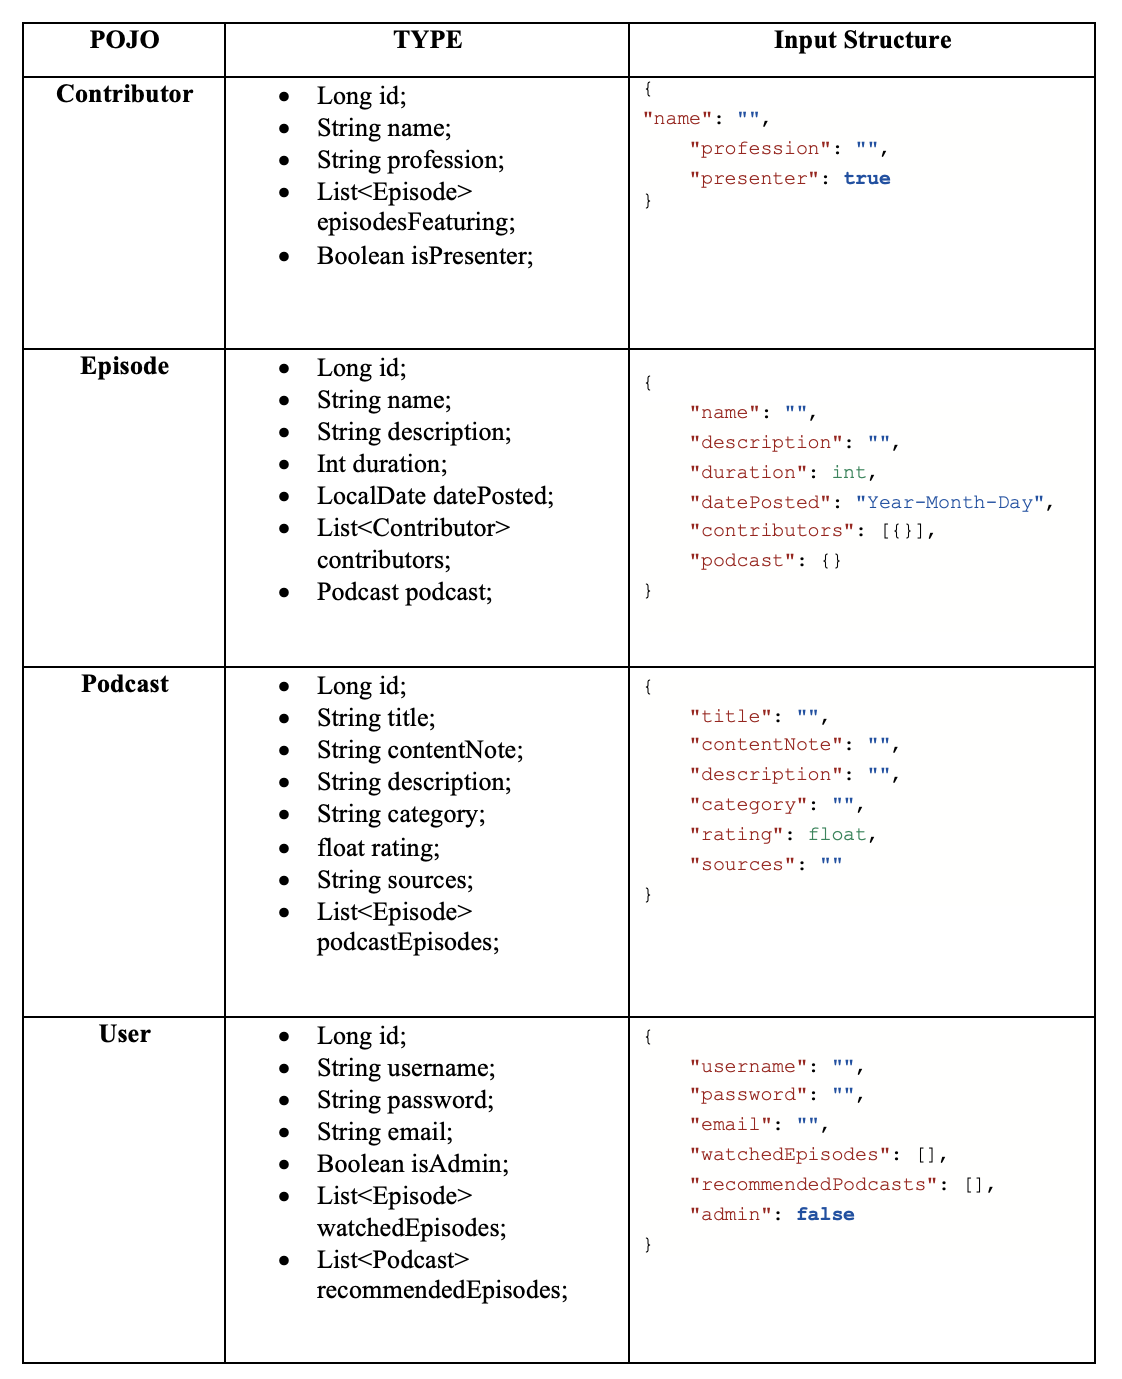 POJO
TYPE
Input Structure
Contributor
• Long id;
• String name;
• String profession;
• List<Episode>
episodesFeaturing;
• Boolean isPresenter;
{
"name": "",
"profession": "",
"presenter": true
}
Episode
• Long id;
• String name;
• String description;
• Int duration;
• LocalDate datePosted;
• List<Contributor>
contributors;
• Podcast podcast;
{
"name": "",
"description": "",
"duration": int,
"datePosted": "Year-Month-Day",
"contributors": [{}],
"podcast": {}
}
Podcast
• Long id;
• String title;
• String contentNote;
• String description;
• String category;
• float rating;
• String sources;
• List<Episode>
podcastEpisodes;
{
"title": "",
"contentNote": "",
"description": "",
"category": "",
"rating": float,
"sources": ""
}
User
• Long id;
• String username;
• String password;
• String email;
• Boolean isAdmin;
• List<Episode>
watchedEpisodes;
• List<Podcast>
recommendedEpisodes;
{
"username": "",
"password": "",
"email": "",
"watchedEpisodes": [],
"recommendedPodcasts": [],
"admin": false
}